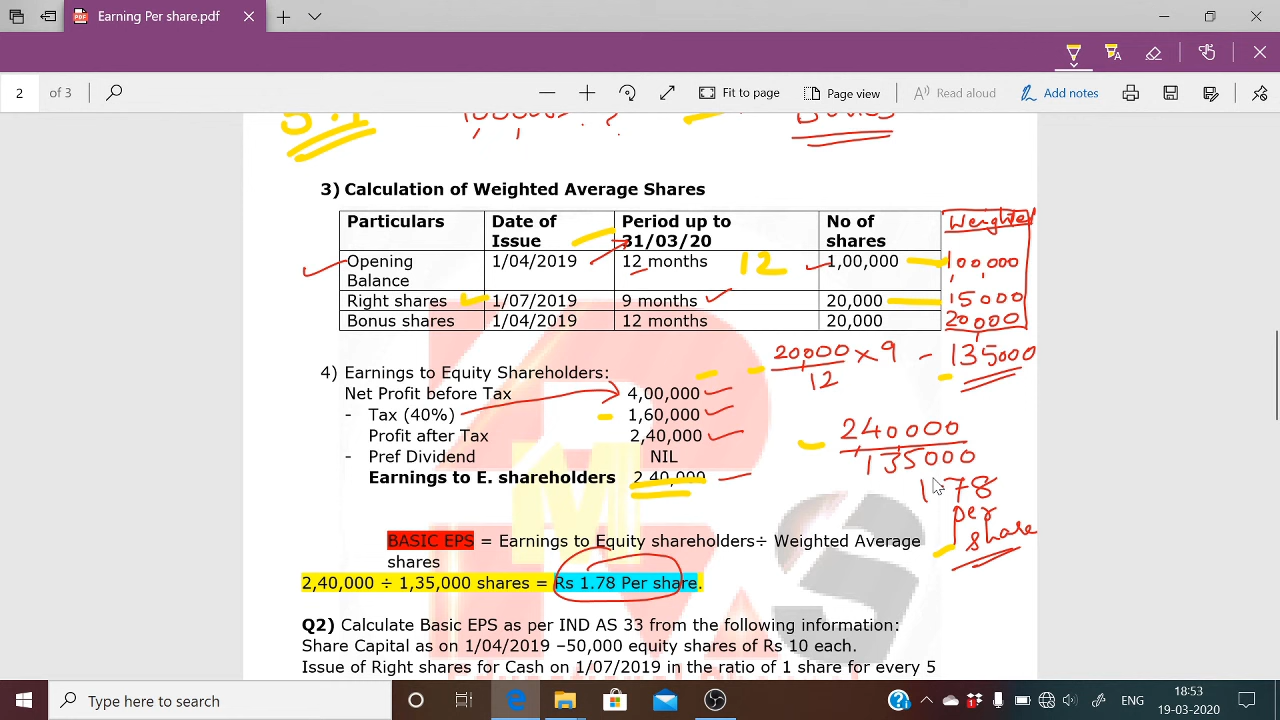 Earning Per share.pdf
2 of 3 Fit to page Page view Read aloud Add notes
5:1
3) Calculation of Weighted Average Shares
Particulars Date of Issue Period up to 31/03/20 No of shares Weighted
Opening Balance 1/04/2019 12 months 12 1,00,000 100000
Right shares 1/07/2019 9 months 20,000 15000
Bonus shares 1/04/2019 12 months 20,000 20000
20000 × 9 - 135000
12
4) Earnings to Equity Shareholders:
Net Profit before Tax 4,00,000
- Tax (40%) 1,60,000
Profit after Tax 2,40,000
- Pref Dividend NIL
Earnings to E. shareholders 2,40,000
240000
135000
1.78
per
share
BASIC EPS = Earnings to Equity shareholders÷ Weighted Average
shares
2,40,000 ÷ 1,35,000 shares = Rs 1.78 Per share.
Q2) Calculate Basic EPS as per IND AS 33 from the following information:
Share Capital as on 1/04/2019 –50,000 equity shares of Rs 10 each.
Issue of Right shares for Cash on 1/07/2019 in the ratio of 1 share for every 5
Type here to search
ENG
18:53
19-03-2020